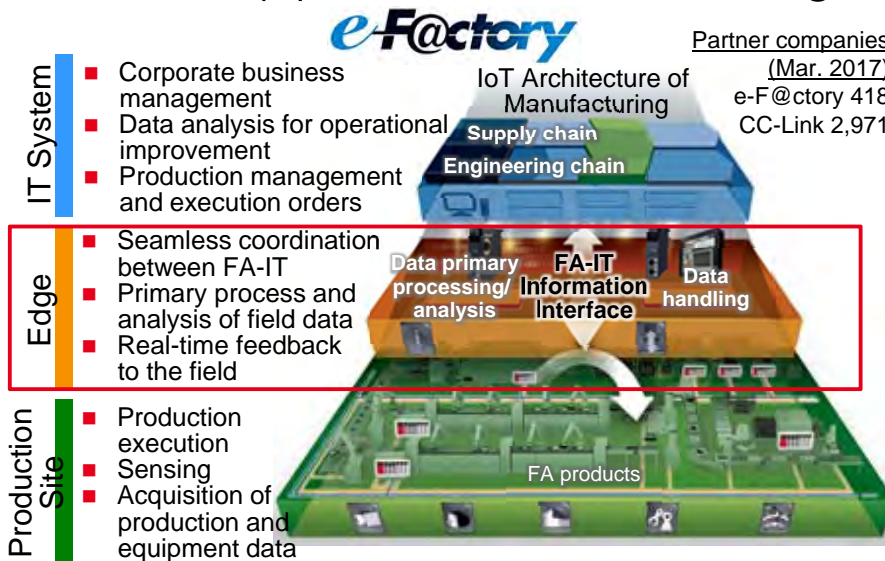 e-F@ctory
Partner companies
(Mar. 2017)
e-F@ctory 418
CC-Link 2,971
IoT Architecture of
Manufacturing
IT System
■ Corporate business
management
■ Data analysis for operational
improvement
■ Production management
and execution orders
Supply chain
Engineering chain
Edge
■ Seamless coordination
between FA-IT
■ Primary process and
analysis of field data
■ Real-time feedback
to the field
Data primary
processing/
analysis
FA-IT
Information
Interface
Data
handling
Production
Site
■ Production
execution
■ Sensing
■ Acquisition of
production and
equipment data
FA products